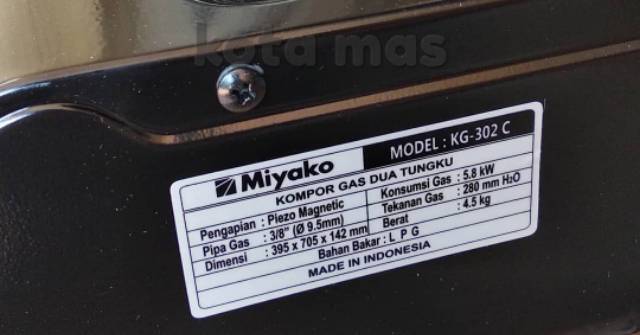 kota mas
Miyako MODEL : KG-302 C
KOMPOR GAS DUA TUNGKU
Pengapian : Piezo Magnetic Konsumsi Gas : 5.8 kW
Pipa Gas : 3/8" (Ø 9.5mm) Tekanan Gas : 280 mm H2O
Dimensi : 395 x 705 x 142 mm Berat : 4.5 kg
Bahan Bakar : L P G
MADE IN INDONESIA